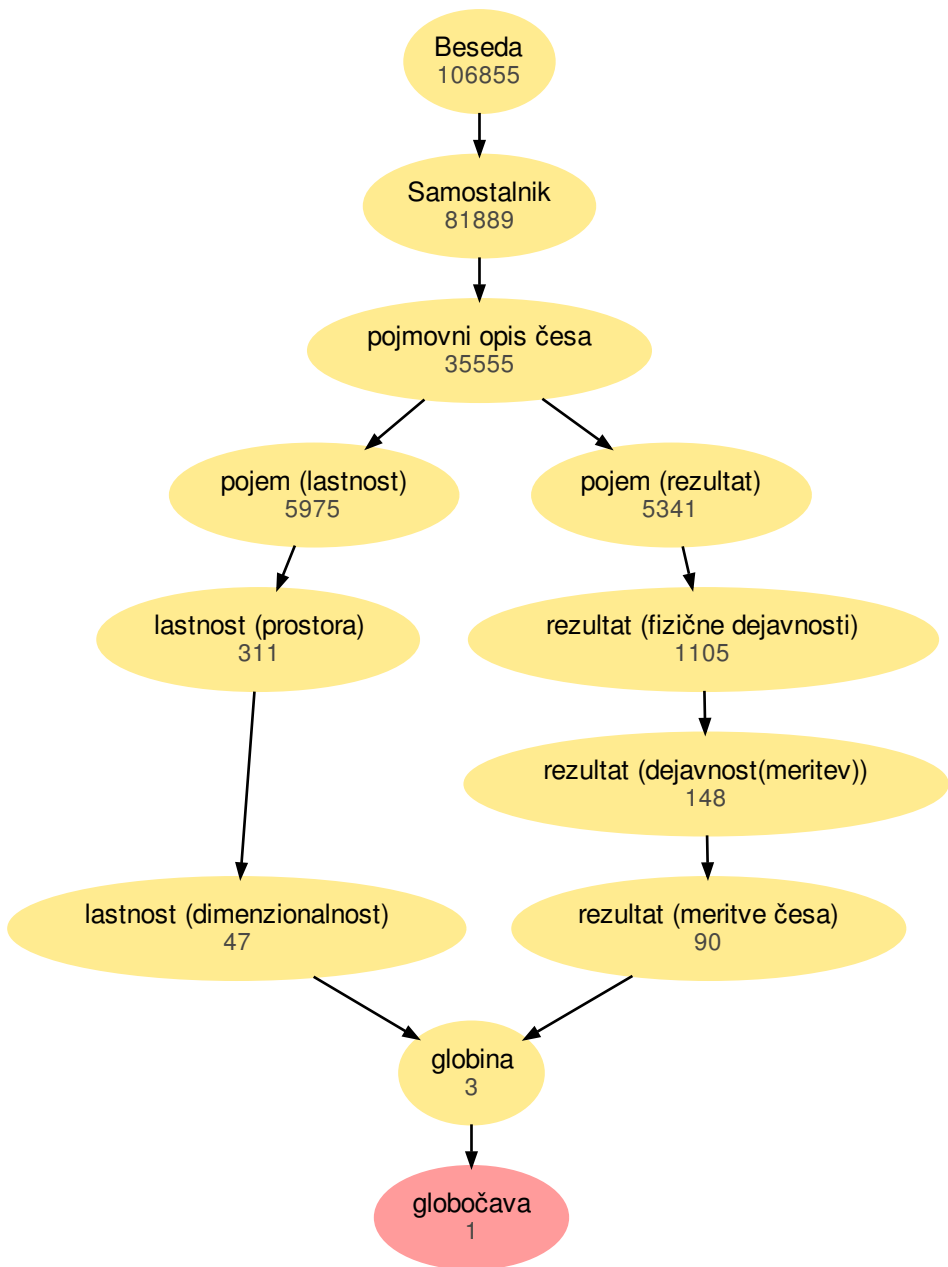 Beseda
106855
Samostalnik
81889
pojmovni opis česa
35555
pojem (lastnost)
5975
pojem (rezultat)
5341
lastnost (prostora)
311
rezultat (fizične dejavnosti)
1105
rezultat (dejavnost(meritev))
148
lastnost (dimenzionalnost)
47
rezultat (meritve česa)
90
globina
3
globočava
1